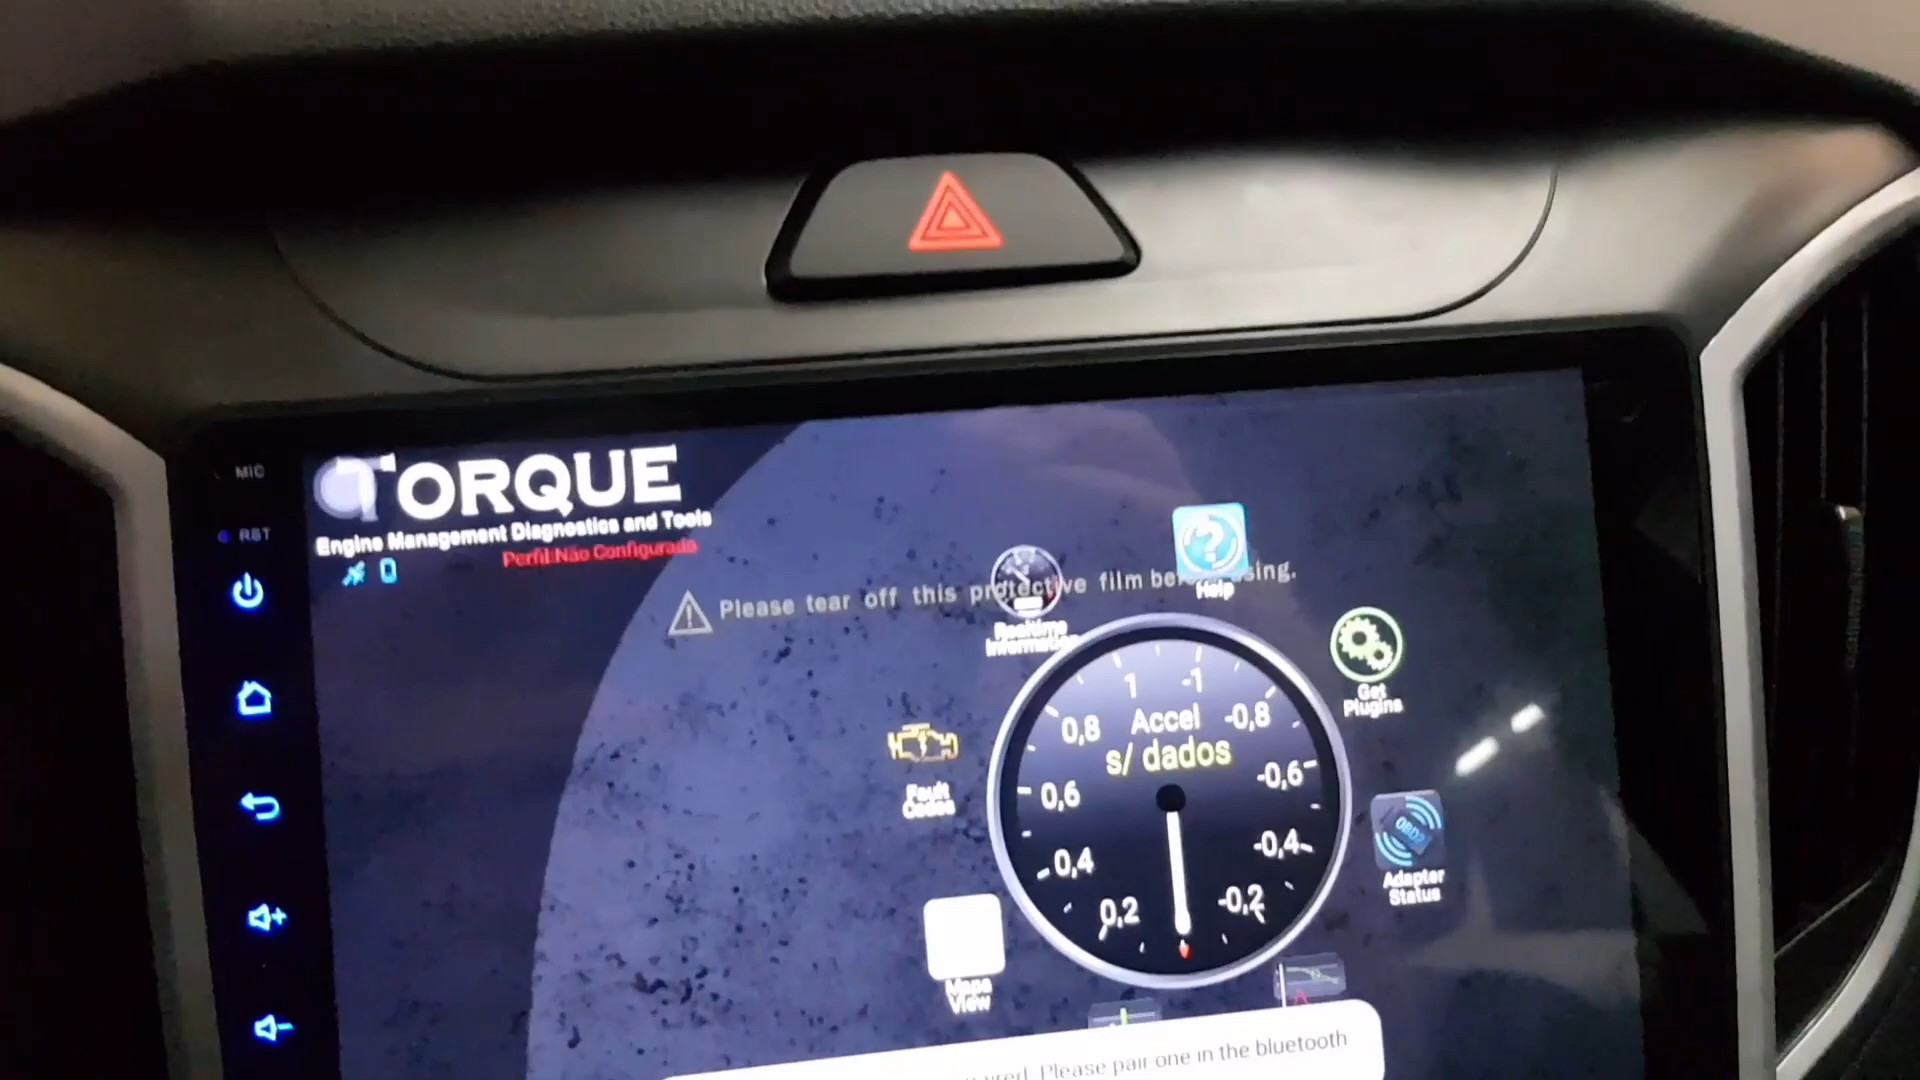 MIC
RST
TORQUE
Engine Management Diagnostics and Tools
Perfil Não Configurado
Please tear off this protective film before using.
Help
Realtime
Information
Get
Plugins
1 -1
0,8 Accel -0,8
s/ dados
0,6 -0,6
0,4 -0,4
0,2 -0,2
Fault
Codes
OBD2
Adapter
Status
Maps
View
Please pair one in the bluetooth